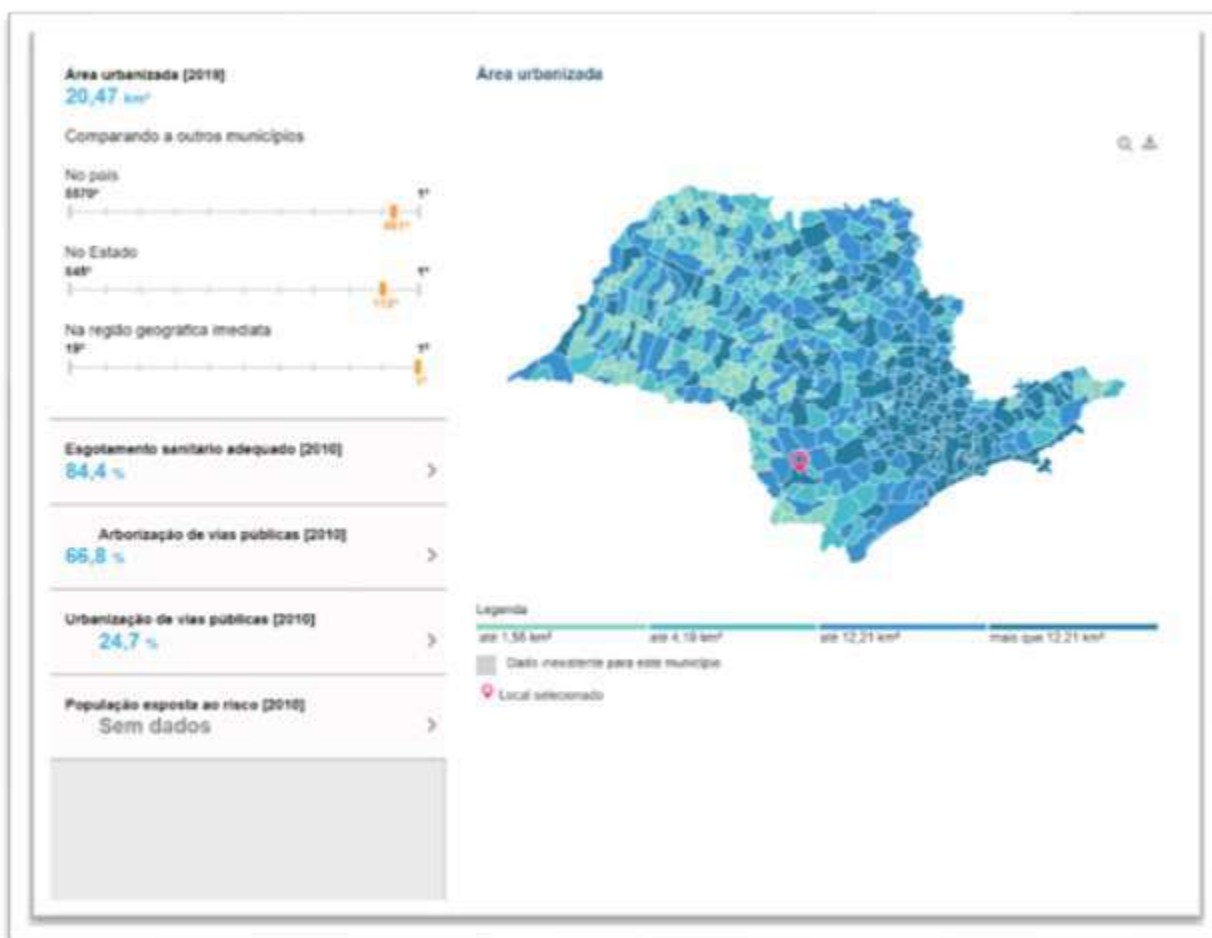 Área urbanizada [2019]
20,47 km²
Comparando a outros municípios
No país
5570º
1º
No Estado
645º
1º
113º
Na região geográfica imediata
1º
Esgotamento sanitário adequado [2010]
84,4 %
Arborização de vias públicas [2010]
66,8 %
Urbanização de vias públicas [2010]
24,7 %
População exposta ao risco [2010]
Sem dados
Área urbanizada
Legenda
até 1,55 km²
até 4,19 km²
até 12,21 km²
mais que 12,21 km²
Dado inexistente para este município
Local selecionado